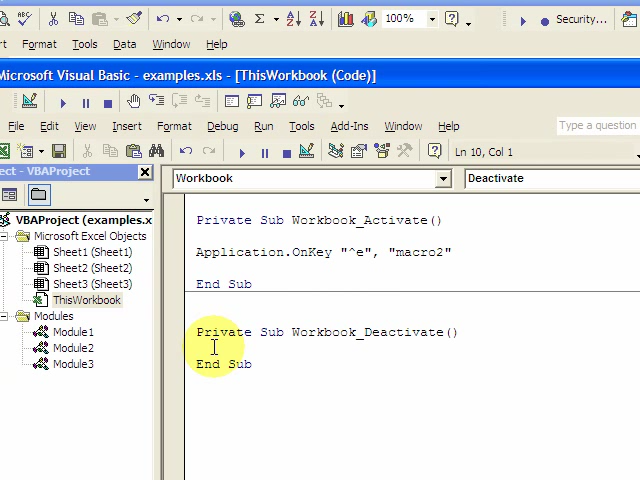 100%
Security...
rt Format Tools Data Window Help
Microsoft Visual Basic - examples.xls - [ThisWorkbook (Code)]
File Edit View Insert Format Debug Run Tools Add-Ins Window Help
Type a question
Ln 10, Col 1
ect - VBAProject
Workbook
Deactivate
VBAProject (examples.x
Microsoft Excel Objects
Sheet1 (Sheet1)
Sheet2 (Sheet2)
Sheet3 (Sheet3)
ThisWorkbook
Modules
Module1
Module2
Module3
Private Sub Workbook_Activate()
Application.OnKey "^e", "macro2"
End Sub
Private Sub Workbook_Deactivate()
End Sub